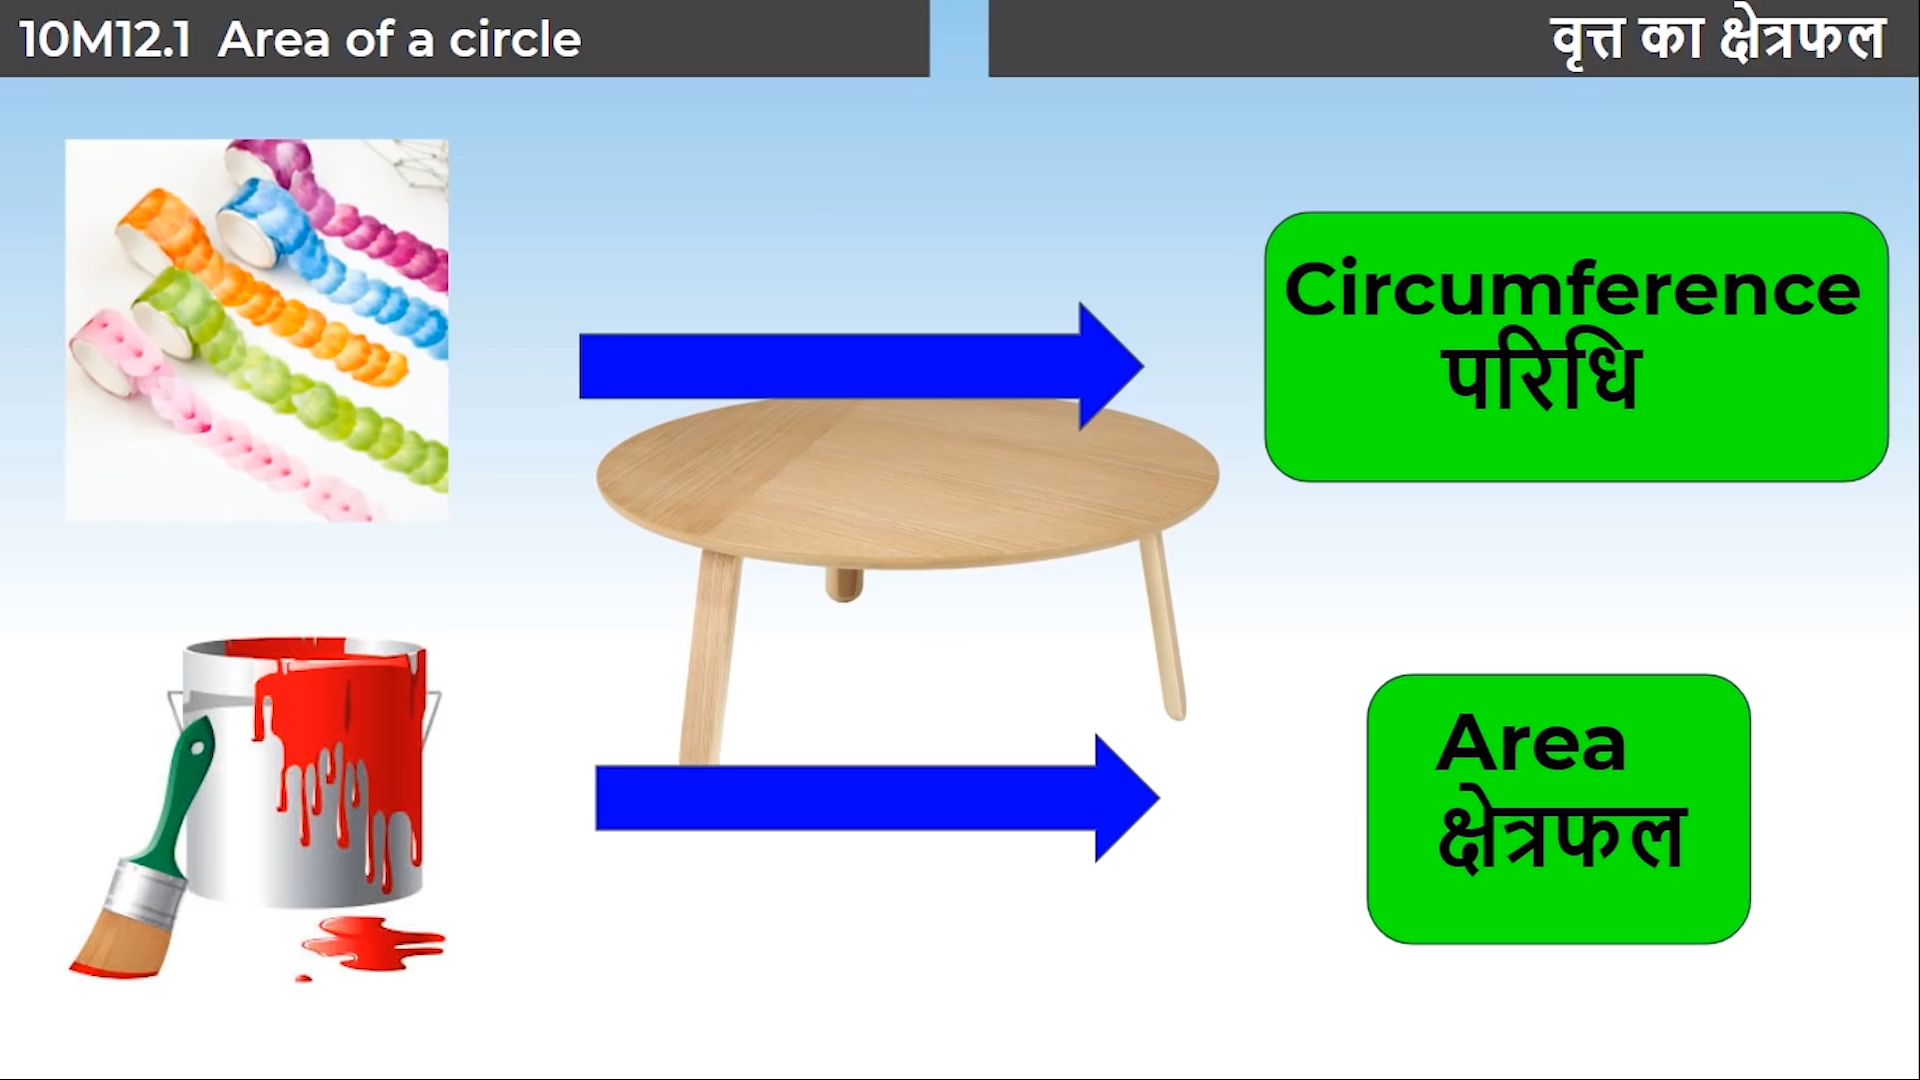 10M12.1 Area of a circle
वृत्त का क्षेत्रफल
Circumference
परिधि
Area
क्षेत्रफल